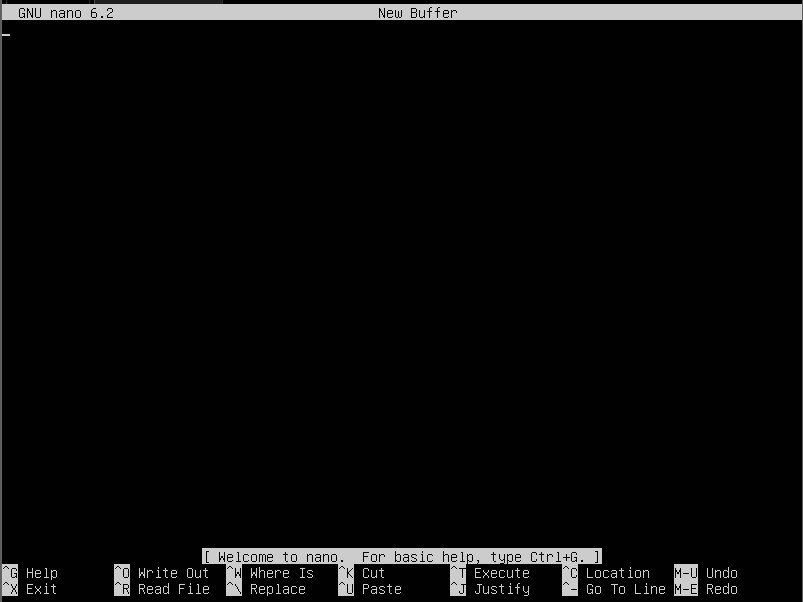 GNU nano 6.2 New Buffer
[ Welcome to nano.  For basic help, type Ctrl+G. ]
^G Help ^O Write Out ^W Where Is ^K Cut ^T Execute ^C Location M-U Undo
^X Exit ^R Read File ^\ Replace ^U Paste ^J Justify ^- Go To Line M-E Redo